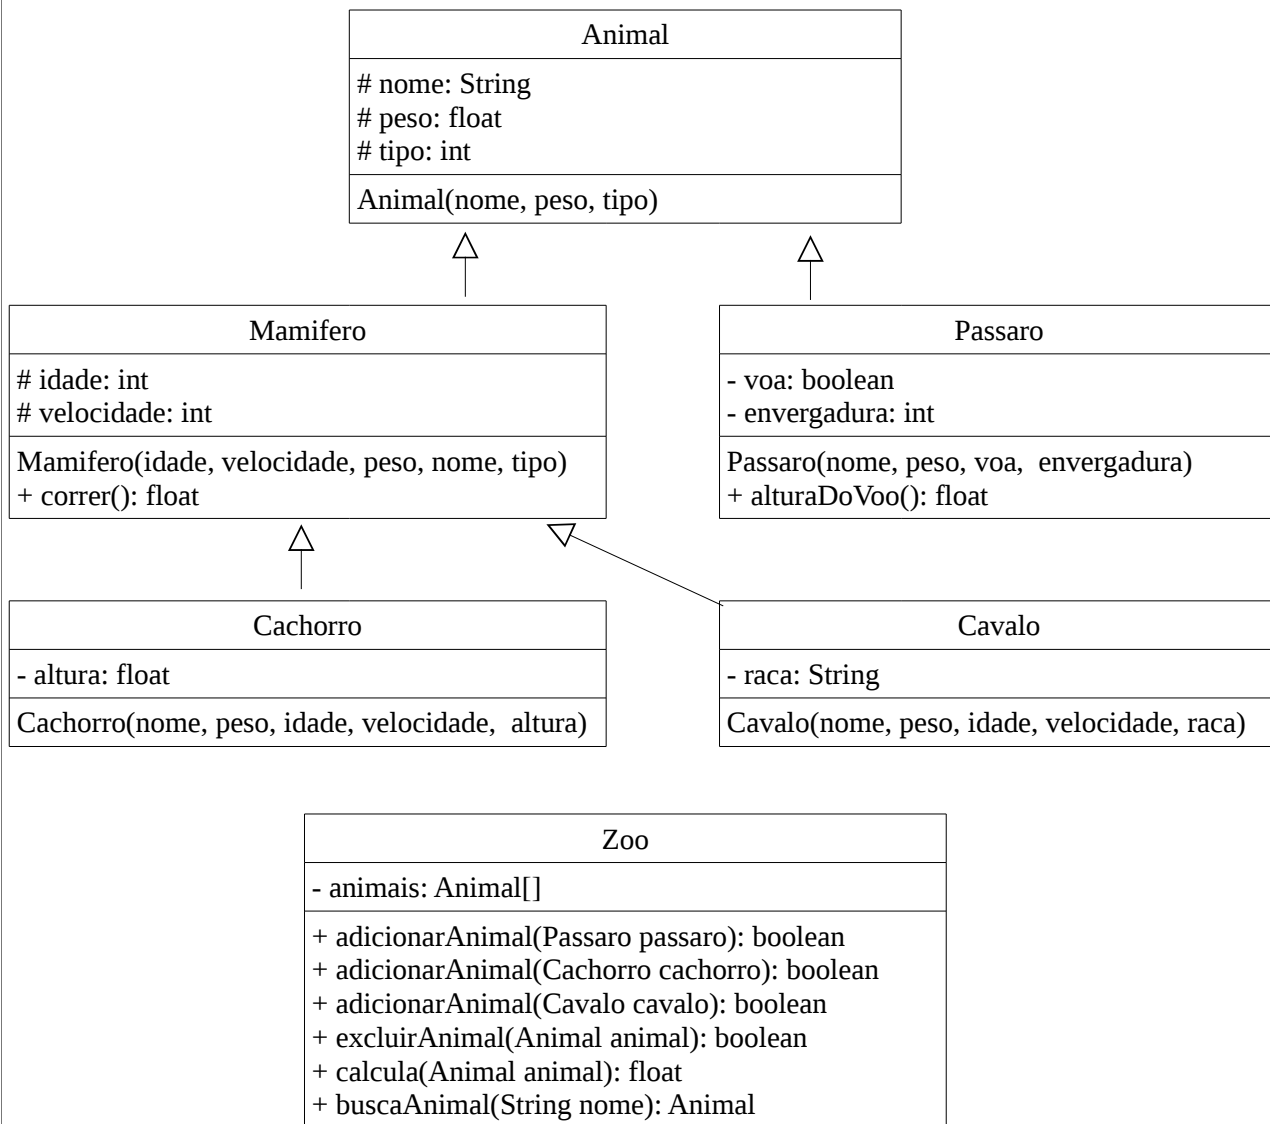 Animal
# nome: String
# peso: float
# tipo: int
Animal(nome, peso, tipo)
Mamifero
# idade: int
# velocidade: int
Mamifero(idade, velocidade, peso, nome, tipo)
+ correr(): float
Passaro
- voa: boolean
- envergadura: int
Passaro(nome, peso, voa, envergadura)
+ alturaDoVoo(): float
Cachorro
- altura: float
Cachorro(nome, peso, idade, velocidade, altura)
Cavalo
- raca: String
Cavalo(nome, peso, idade, velocidade, raca)
Zoo
- animais: Animal[]
+ adicionarAnimal(Passaro passaro): boolean
+ adicionarAnimal(Cachorro cachorro): boolean
+ adicionarAnimal(Cavalo cavalo): boolean
+ excluirAnimal(Animal animal): boolean
+ calcula(Animal animal): float
+ buscaAnimal(String nome): Animal